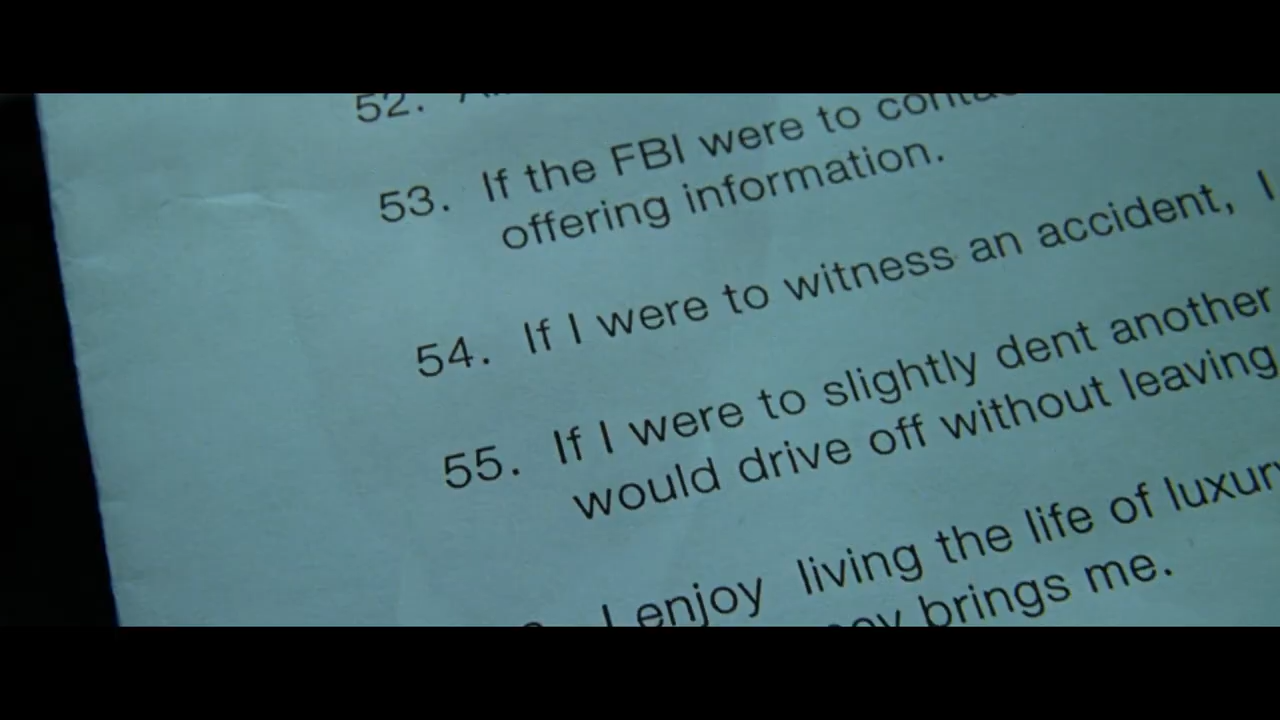 52.
53. If the FBI were to
offering information.
54. If I were to witness an accident, I
55. If I were to slightly dent another
would drive off without leaving
I enjoy living the life of
brings me.